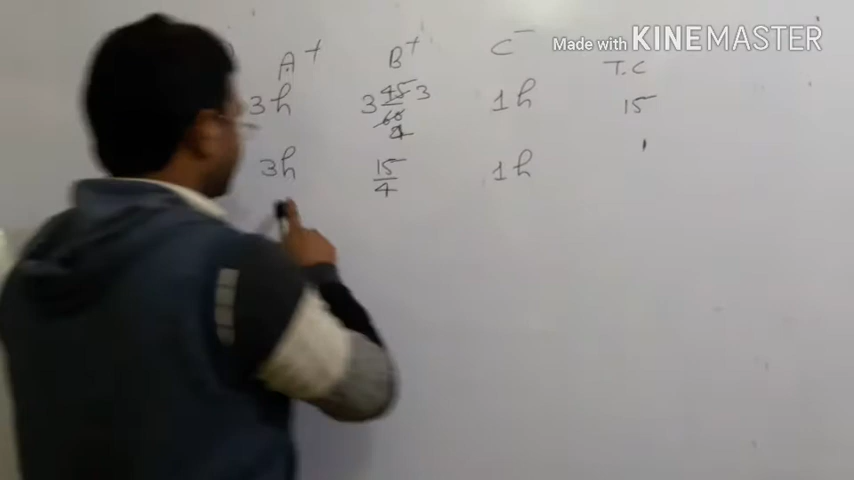 Made with KINEMASTER
A+ B+ C- T.C
3h 3 45/60 3 1h 15
4
3h 15/4 1h